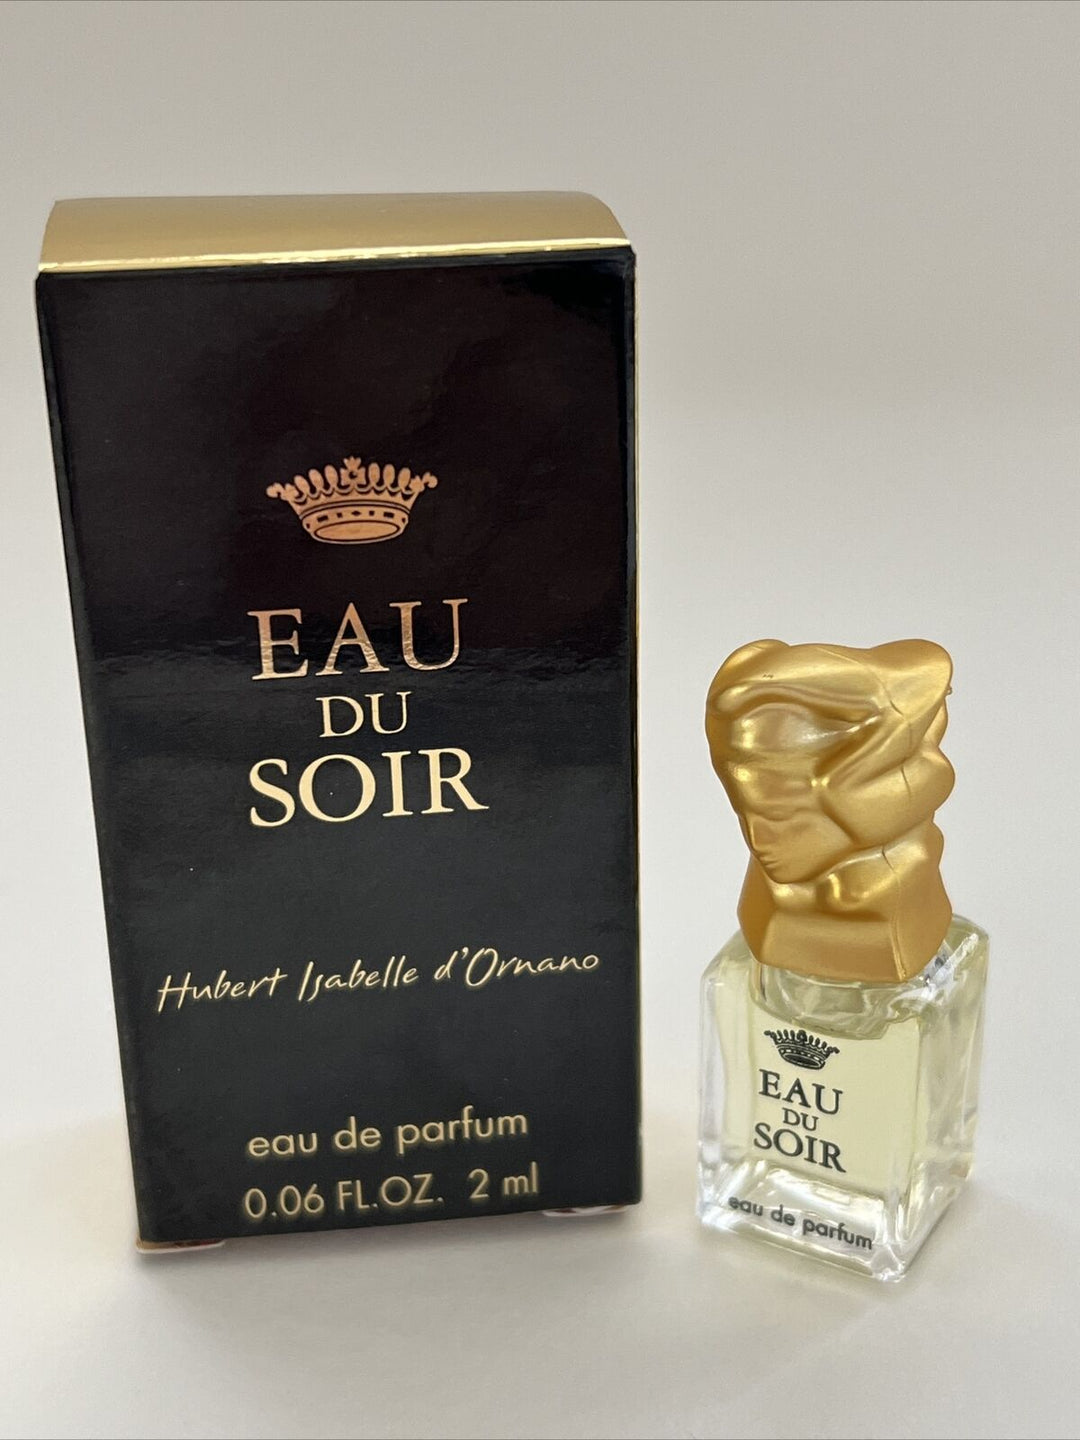 EAU
DU
SOIR
Hubert Isabelle d'Ornano
eau de parfum
0.06 FL.OZ. 2 ml
EAU
DU
SOIR
eau de parfum